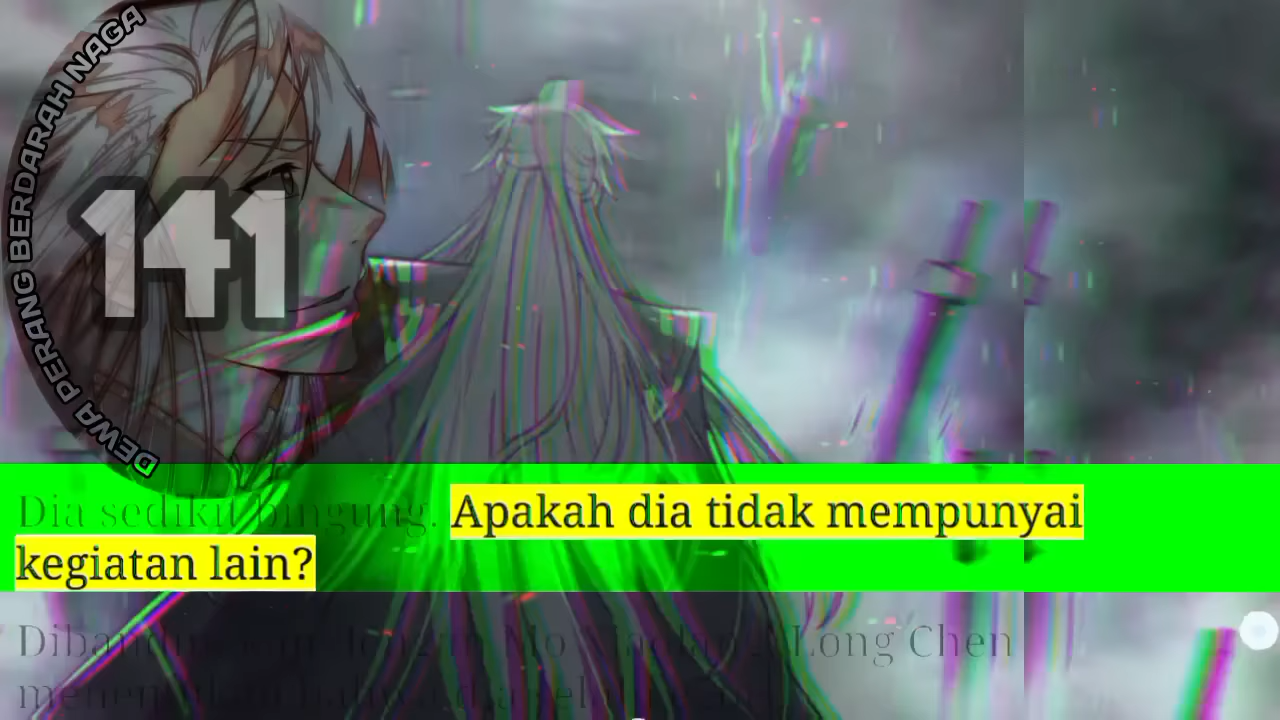 DEWA PERANG BERDARAH NAGA
141
Dia sedikit bingung. Apakah dia tidak mempunyai
kegiatan lain?
Long Chen